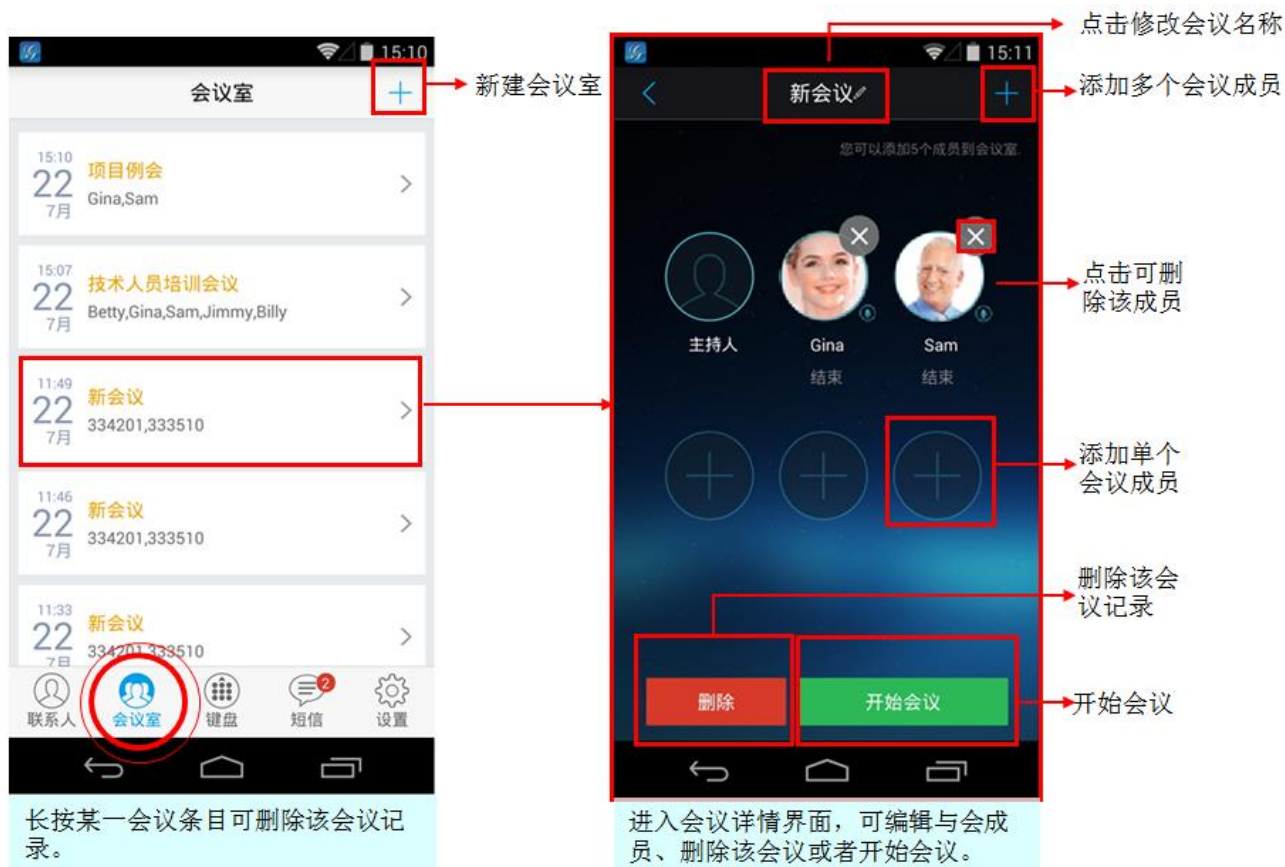 点击修改会议名称
15:10
15:11
会议室
新建会议室
新会议
添加多个会议成员
您可以添加5个成员到会议室.
15:10
22
7月
项目例会
Gina,Sam
15:07
22
7月
技术人员培训会议
Betty,Gina,Sam,Jimmy,Billy
11:49
22
7月
新会议
334201,333510
11:46
22
7月
新会议
334201,333510
11:33
22
7月
新会议
334201,333510
联系人
会议室
键盘
2
短信
设置
长按某一会议条目可删除该会议记
录。
主持人
Gina
Sam
结束
结束
点击可删
除该成员
添加单个
会议成员
删除该会
议记录
删除
开始会议
开始会议
进入会议详情界面，可编辑与会成
员、删除该会议或者开始会议。